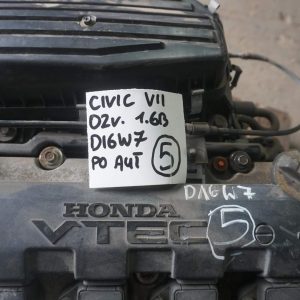 CIVIC VII
02v. 1.6B
D16W7
PO AUT 5
D16W7
5
HONDA
VTEC